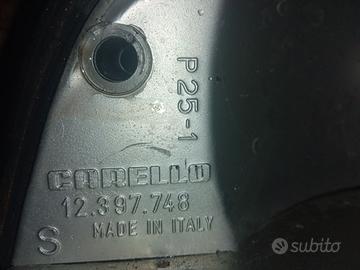 P25-1
CARELLO
12.397.748
MADE IN ITALY
S
subito